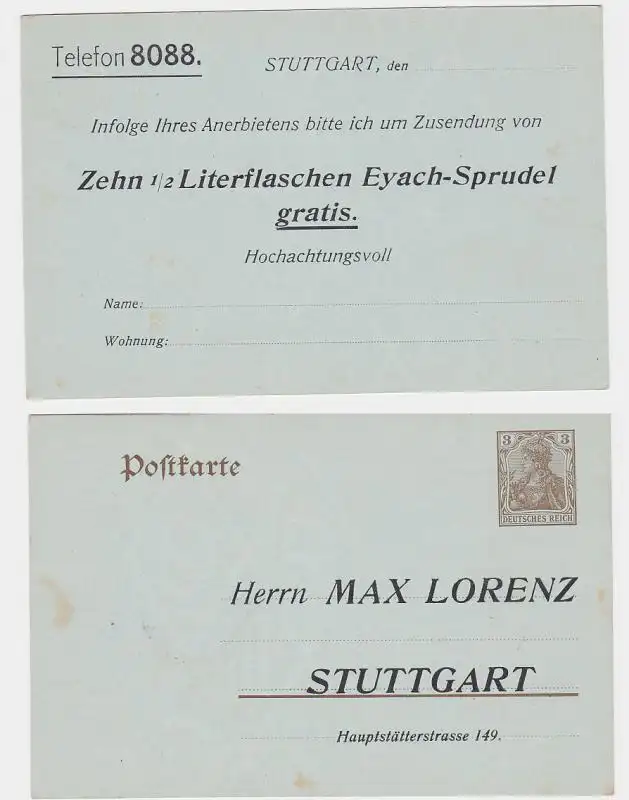 Telefon 8088.
STUTTGART, den
Infolge Ihres Anerbietens bitte ich um Zusendung von
Zehn 1/2 Literflaschen Eyach-Sprudel
gratis.
Hochachtungsvoll
Name:
Wohnung:
Poſtkarte
3 3
DEUTSCHES REICH
Herrn MAX LORENZ
STUTTGART
Hauptstätterstrasse 149.